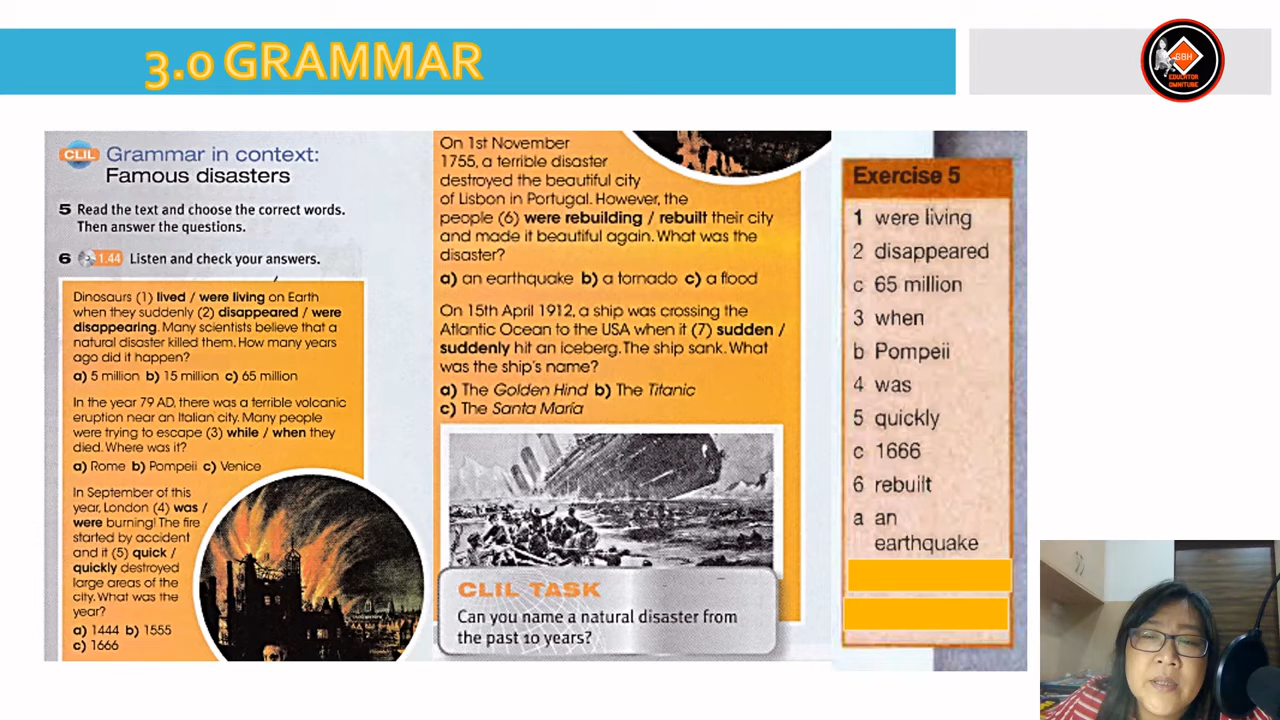 3.0 GRAMMAR
GBH
EDUCATOR
OMNITUBE
CLIL Grammar in context:
Famous disasters
5 Read the text and choose the correct words.
Then answer the questions.
6 1.44 Listen and check your answers.
Dinosaurs (1) lived / were living on Earth
when they suddenly (2) disappeared / were
disappearing. Many scientists believe that a
natural disaster killed them. How many years
ago did it happen?
a) 5 million b) 15 million c) 65 million
In the year 79 AD, there was a terrible volcanic
eruption near an Italian city. Many people
were trying to escape (3) while / when they
died. Where was it?
a) Rome b) Pompeii c) Venice
In September of this
year, London (4) was /
were burning! The fire
started by accident
and it (5) quick /
quickly destroyed
large areas of the
city. What was the
year?
a) 1444 b) 1555
c) 1666
On 1st November
1755, a terrible disaster
destroyed the beautiful city
of Lisbon in Portugal. However, the
people (6) were rebuilding / rebuilt their city
and made it beautiful again. What was the
disaster?
a) an earthquake b) a tornado c) a flood
On 15th April 1912, a ship was crossing the
Atlantic Ocean to the USA when it (7) sudden /
suddenly hit an iceberg. The ship sank. What
was the ship's name?
a) The Golden Hind b) The Titanic
c) The Santa María
CLIL TASK
Can you name a natural disaster from
the past 10 years?
Exercise 5
1 were living
2 disappeared
c 65 million
3 when
b Pompeii
4 was
5 quickly
c 1666
6 rebuilt
a an
earthquake